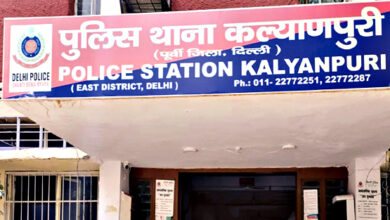 पुलिस थाना कल्याणपुरी
(पूर्वी जिला, दिल्ली)
DELHI POLICE
POLICE STATION KALYANPURI
(EAST DISTRICT, DELHI)
Ph.: 011- 22772251, 22772287